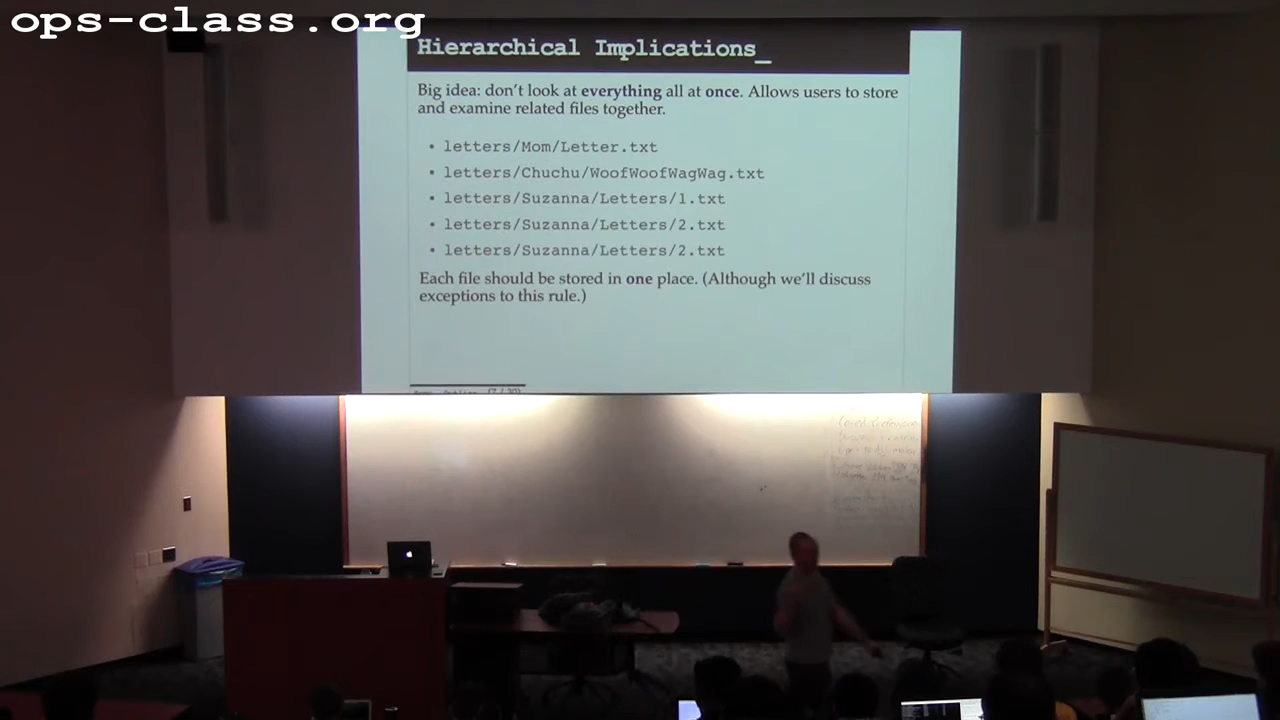 ops-class.org
Hierarchical Implications_
Big idea: don't look at everything all at once. Allows users to store
and examine related files together.
• letters/Mom/Letter.txt
• letters/Chuchu/WoofWoofWagWag.txt
• letters/Suzanna/Letters/1.txt
• letters/Suzanna/Letters/2.txt
• letters/Suzanna/Letters/2.txt
Each file should be stored in one place. (Although we'll discuss
exceptions to this rule.)